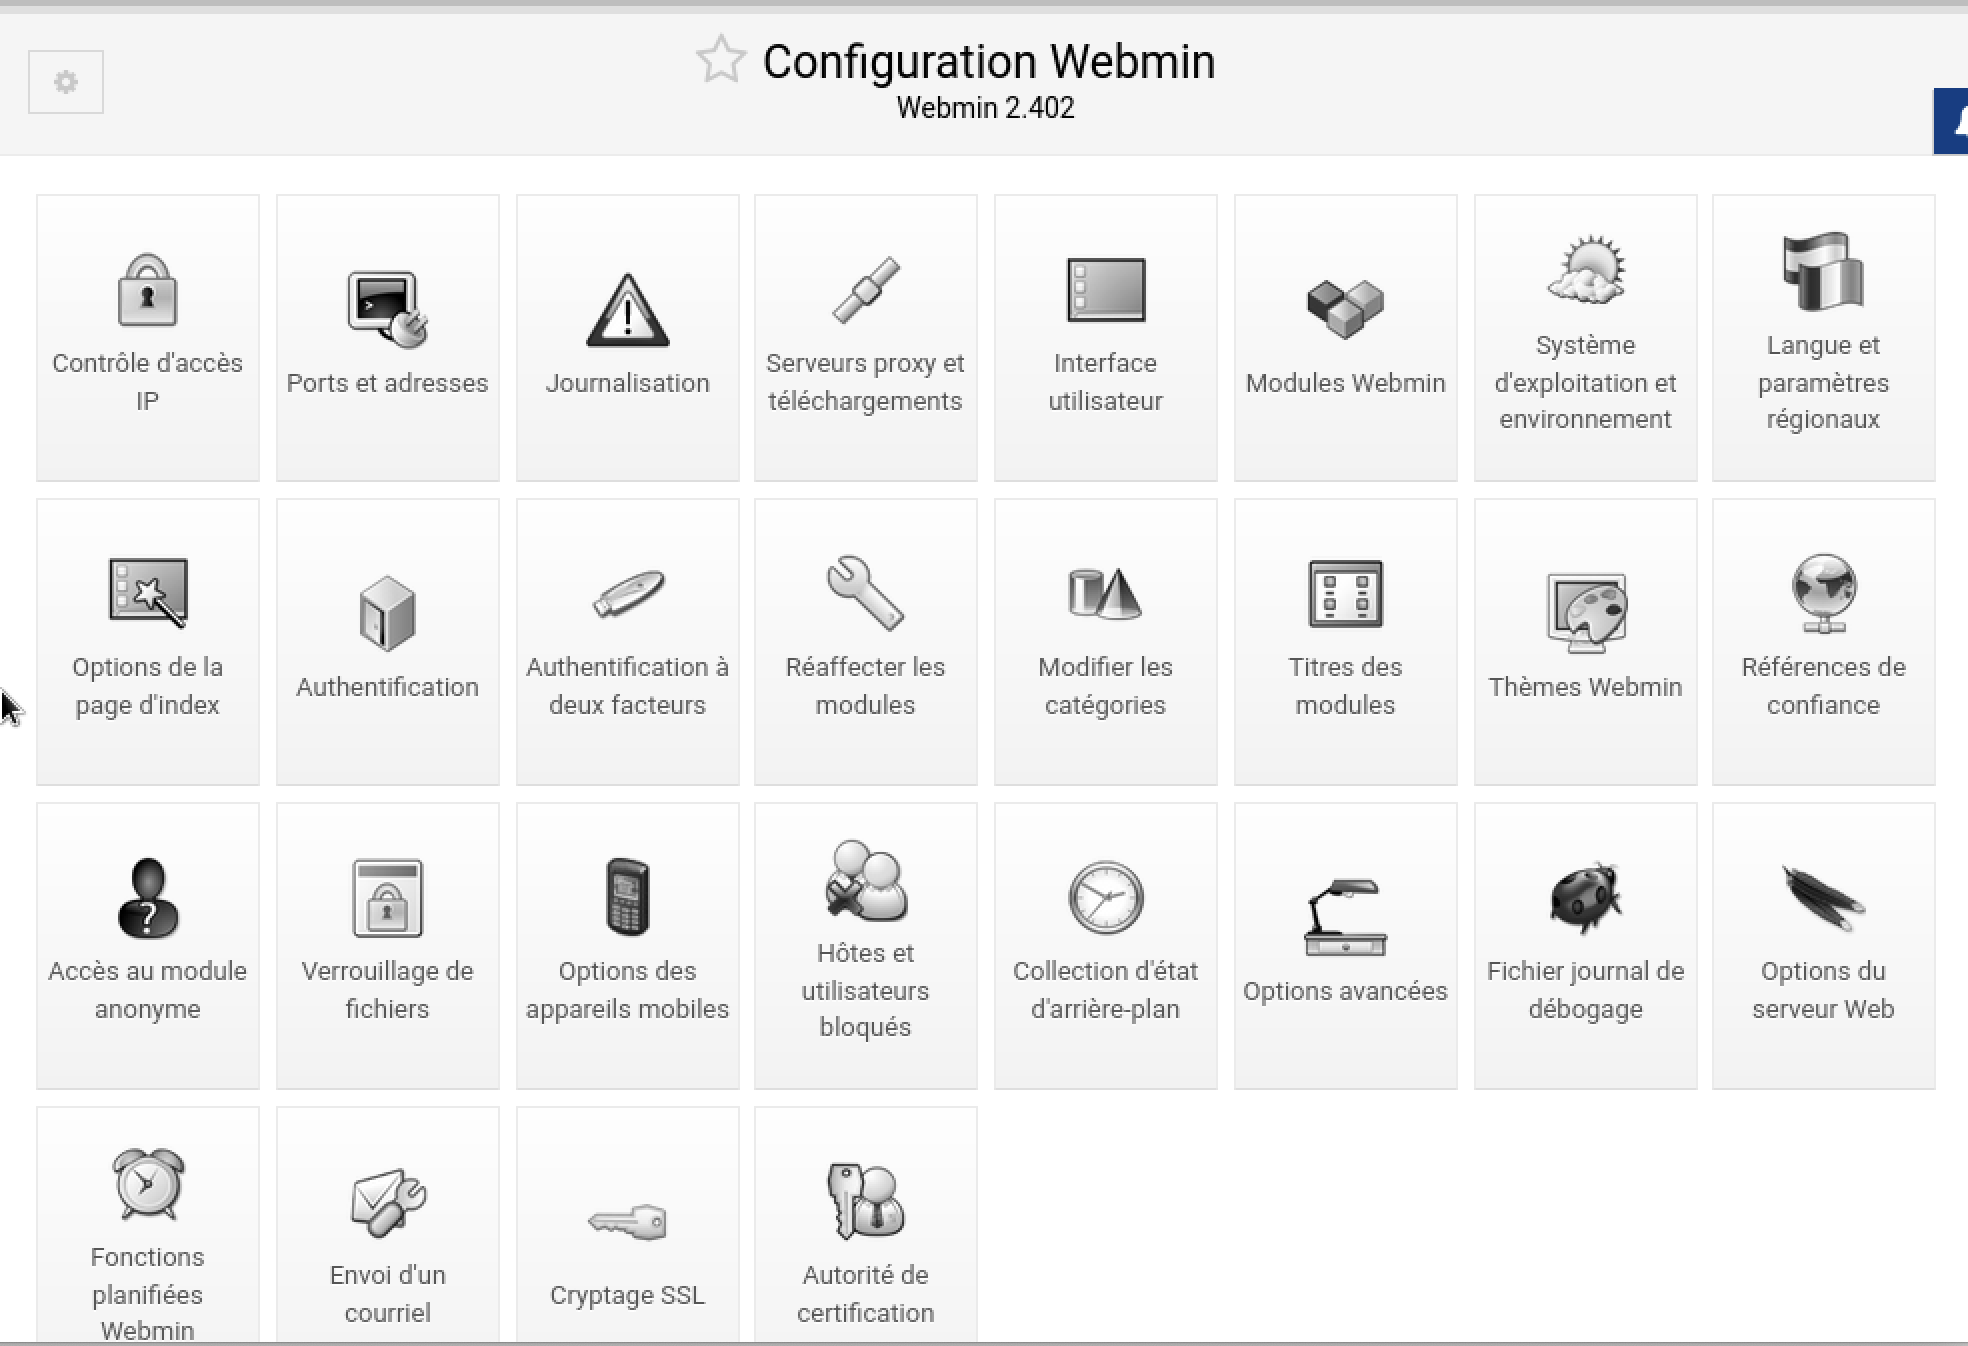 Configuration Webmin
Webmin 2.402
Contrôle d'accès
IP
Ports et adresses
Journalisation
Serveurs proxy et
téléchargements
Interface
utilisateur
Modules Webmin
Système
d'exploitation et
environnement
Langue et
paramètres
régionaux
Options de la
page d'index
Authentification
Authentification à
deux facteurs
Réaffecter les
modules
Modifier les
catégories
Titres des
modules
Thèmes Webmin
Références de
confiance
Accès au module
anonyme
Verrouillage de
fichiers
Options des
appareils mobiles
Hôtes et
utilisateurs
bloqués
Collection d'état
d'arrière-plan
Options avancées
Fichier journal de
débogage
Options du
serveur Web
Fonctions
planifiées
Webmin
Envoi d'un
courriel
Cryptage SSL
Autorité de
certification